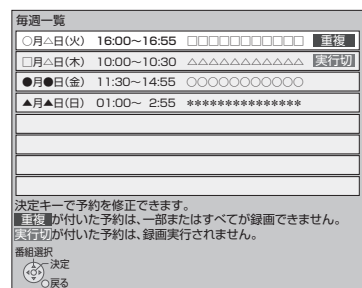 毎週一覧
○月△日(火) 16:00～16:55 □□□□□□□□□□□ 重複
□月△日(木) 10:00～10:30 △△△△△△△△△△△ 実行切
●月●日(金) 11:30～14:55 ○○○○○○○○○○○
▲月▲日(日) 01:00～ 2:55 ***************
決定キーで予約を修正できます。
重複 が付いた予約は、一部またはすべてが録画できません。
実行切が付いた予約は、録画実行されません。
番組選択
決定
戻る